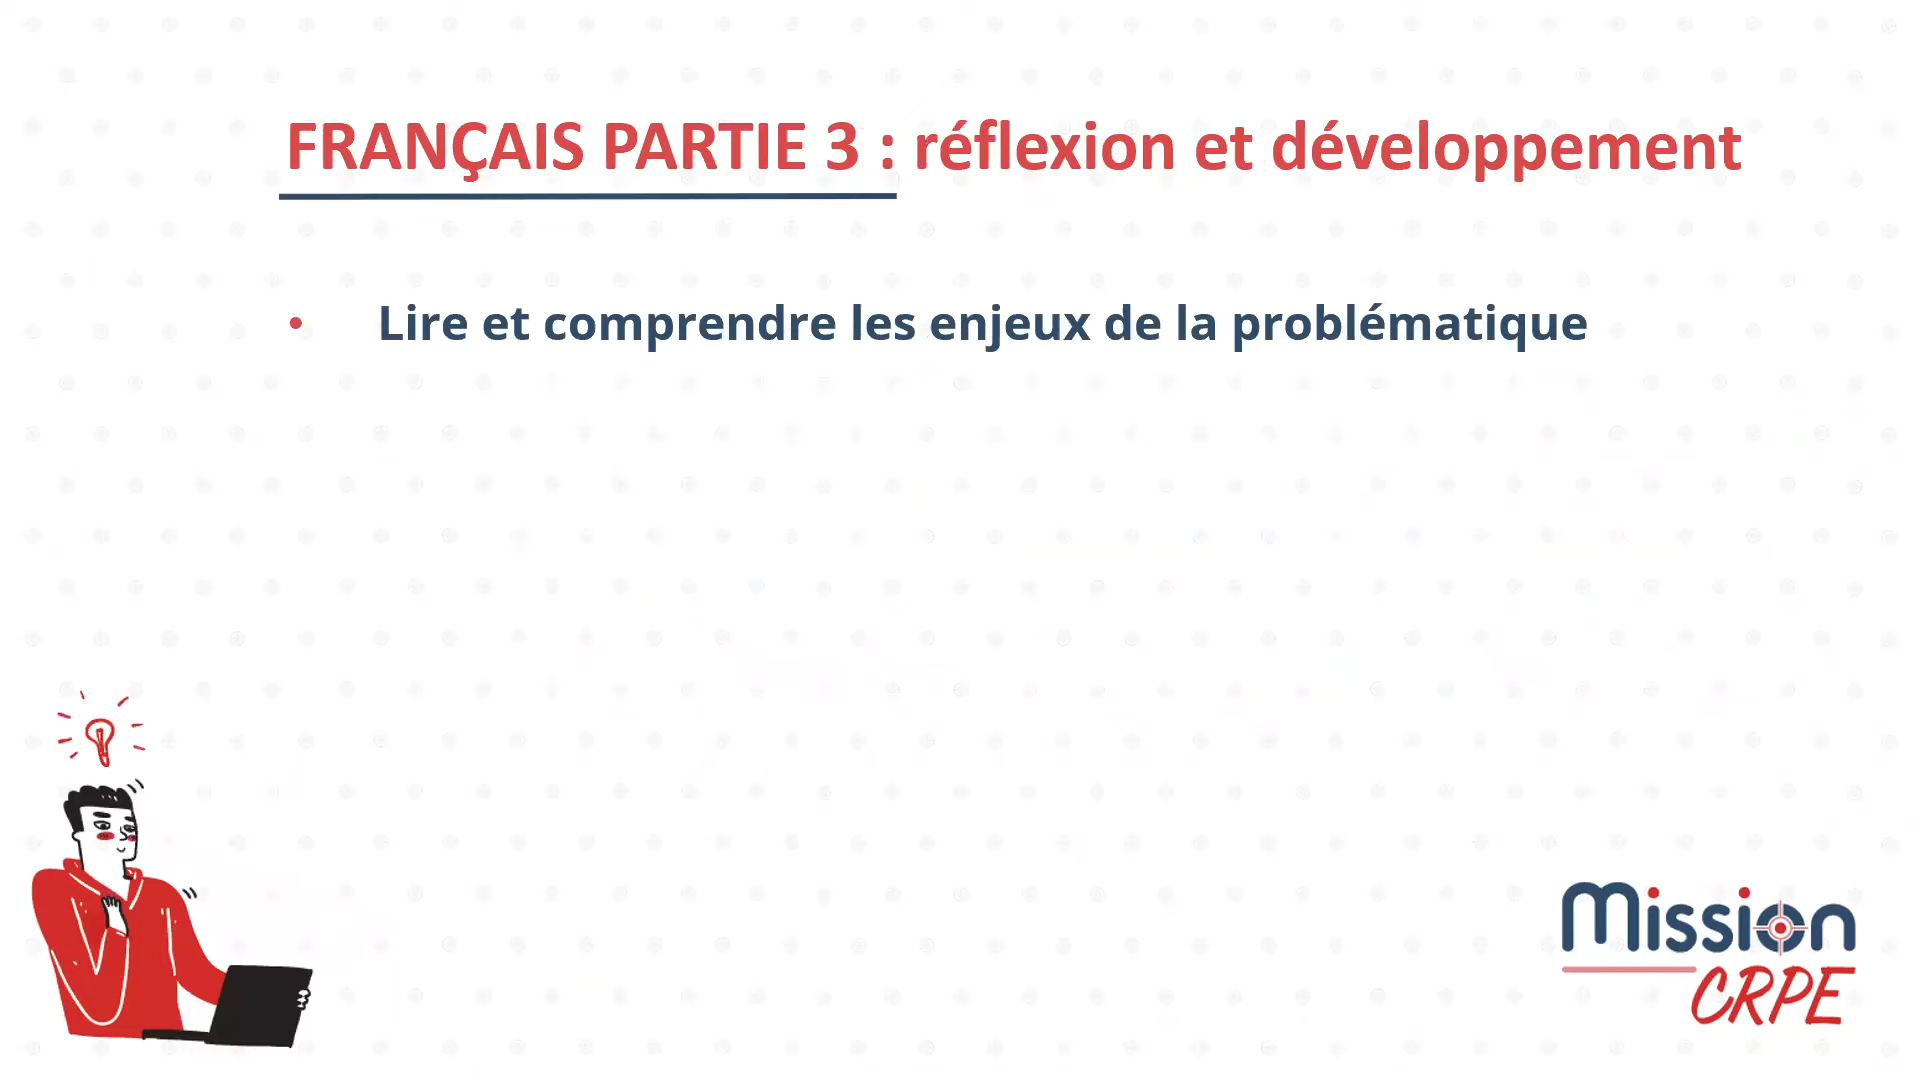 FRANÇAIS PARTIE 3 : réflexion et développement
• Lire et comprendre les enjeux de la problématique
Mission
CRPE